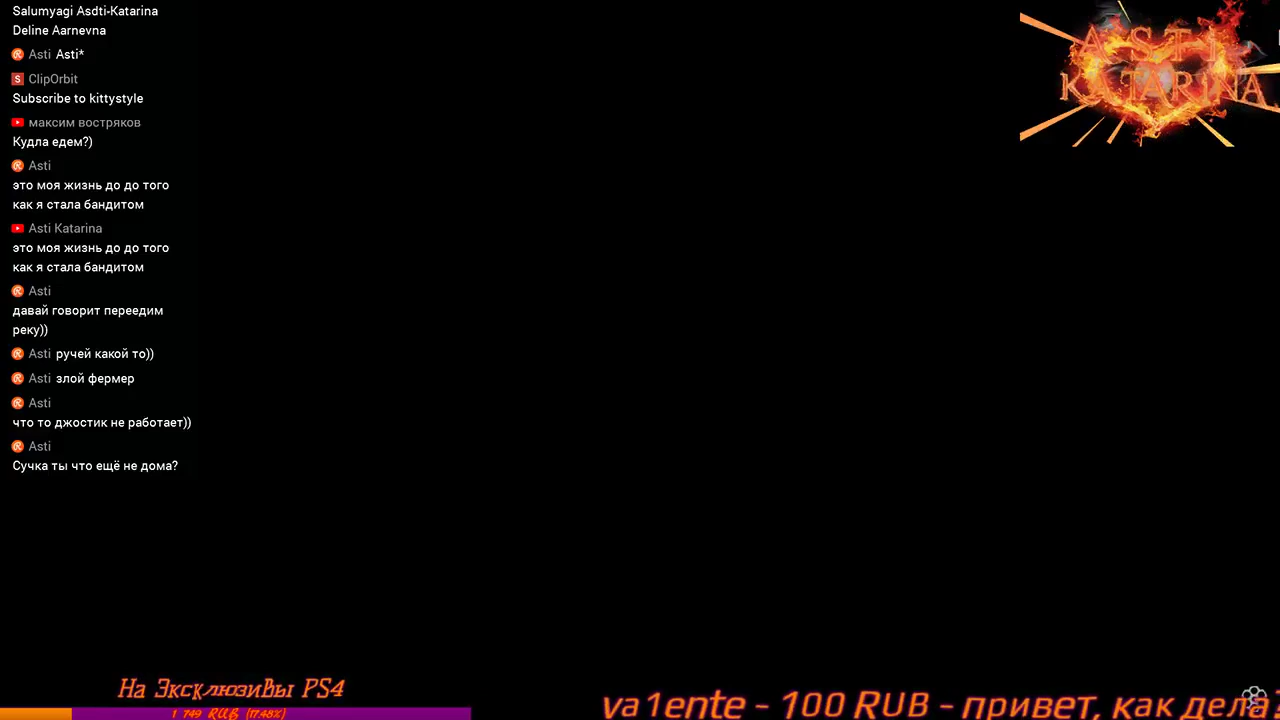 Salumyagi Asdti-Katarina
Deline Aarnevna
Asti Asti*
ClipOrbit
Subscribe to kittystyle
максим востряков
Кудла едем?)
Asti
это моя жизнь до до того
как я стала бандитом
Asti Katarina
это моя жизнь до до того
как я стала бандитом
Asti
давай говорит переедим
реку))
Asti ручей какой то))
Asti злой фермер
Asti
что то джостик не работает))
Asti
Сучка ты что ещё не дома?
ASTI
KATARINA
На Эксклюзивы PS4
1 749 RUB (17.48%)
va1ente - 100 RUB - привет, как дела?